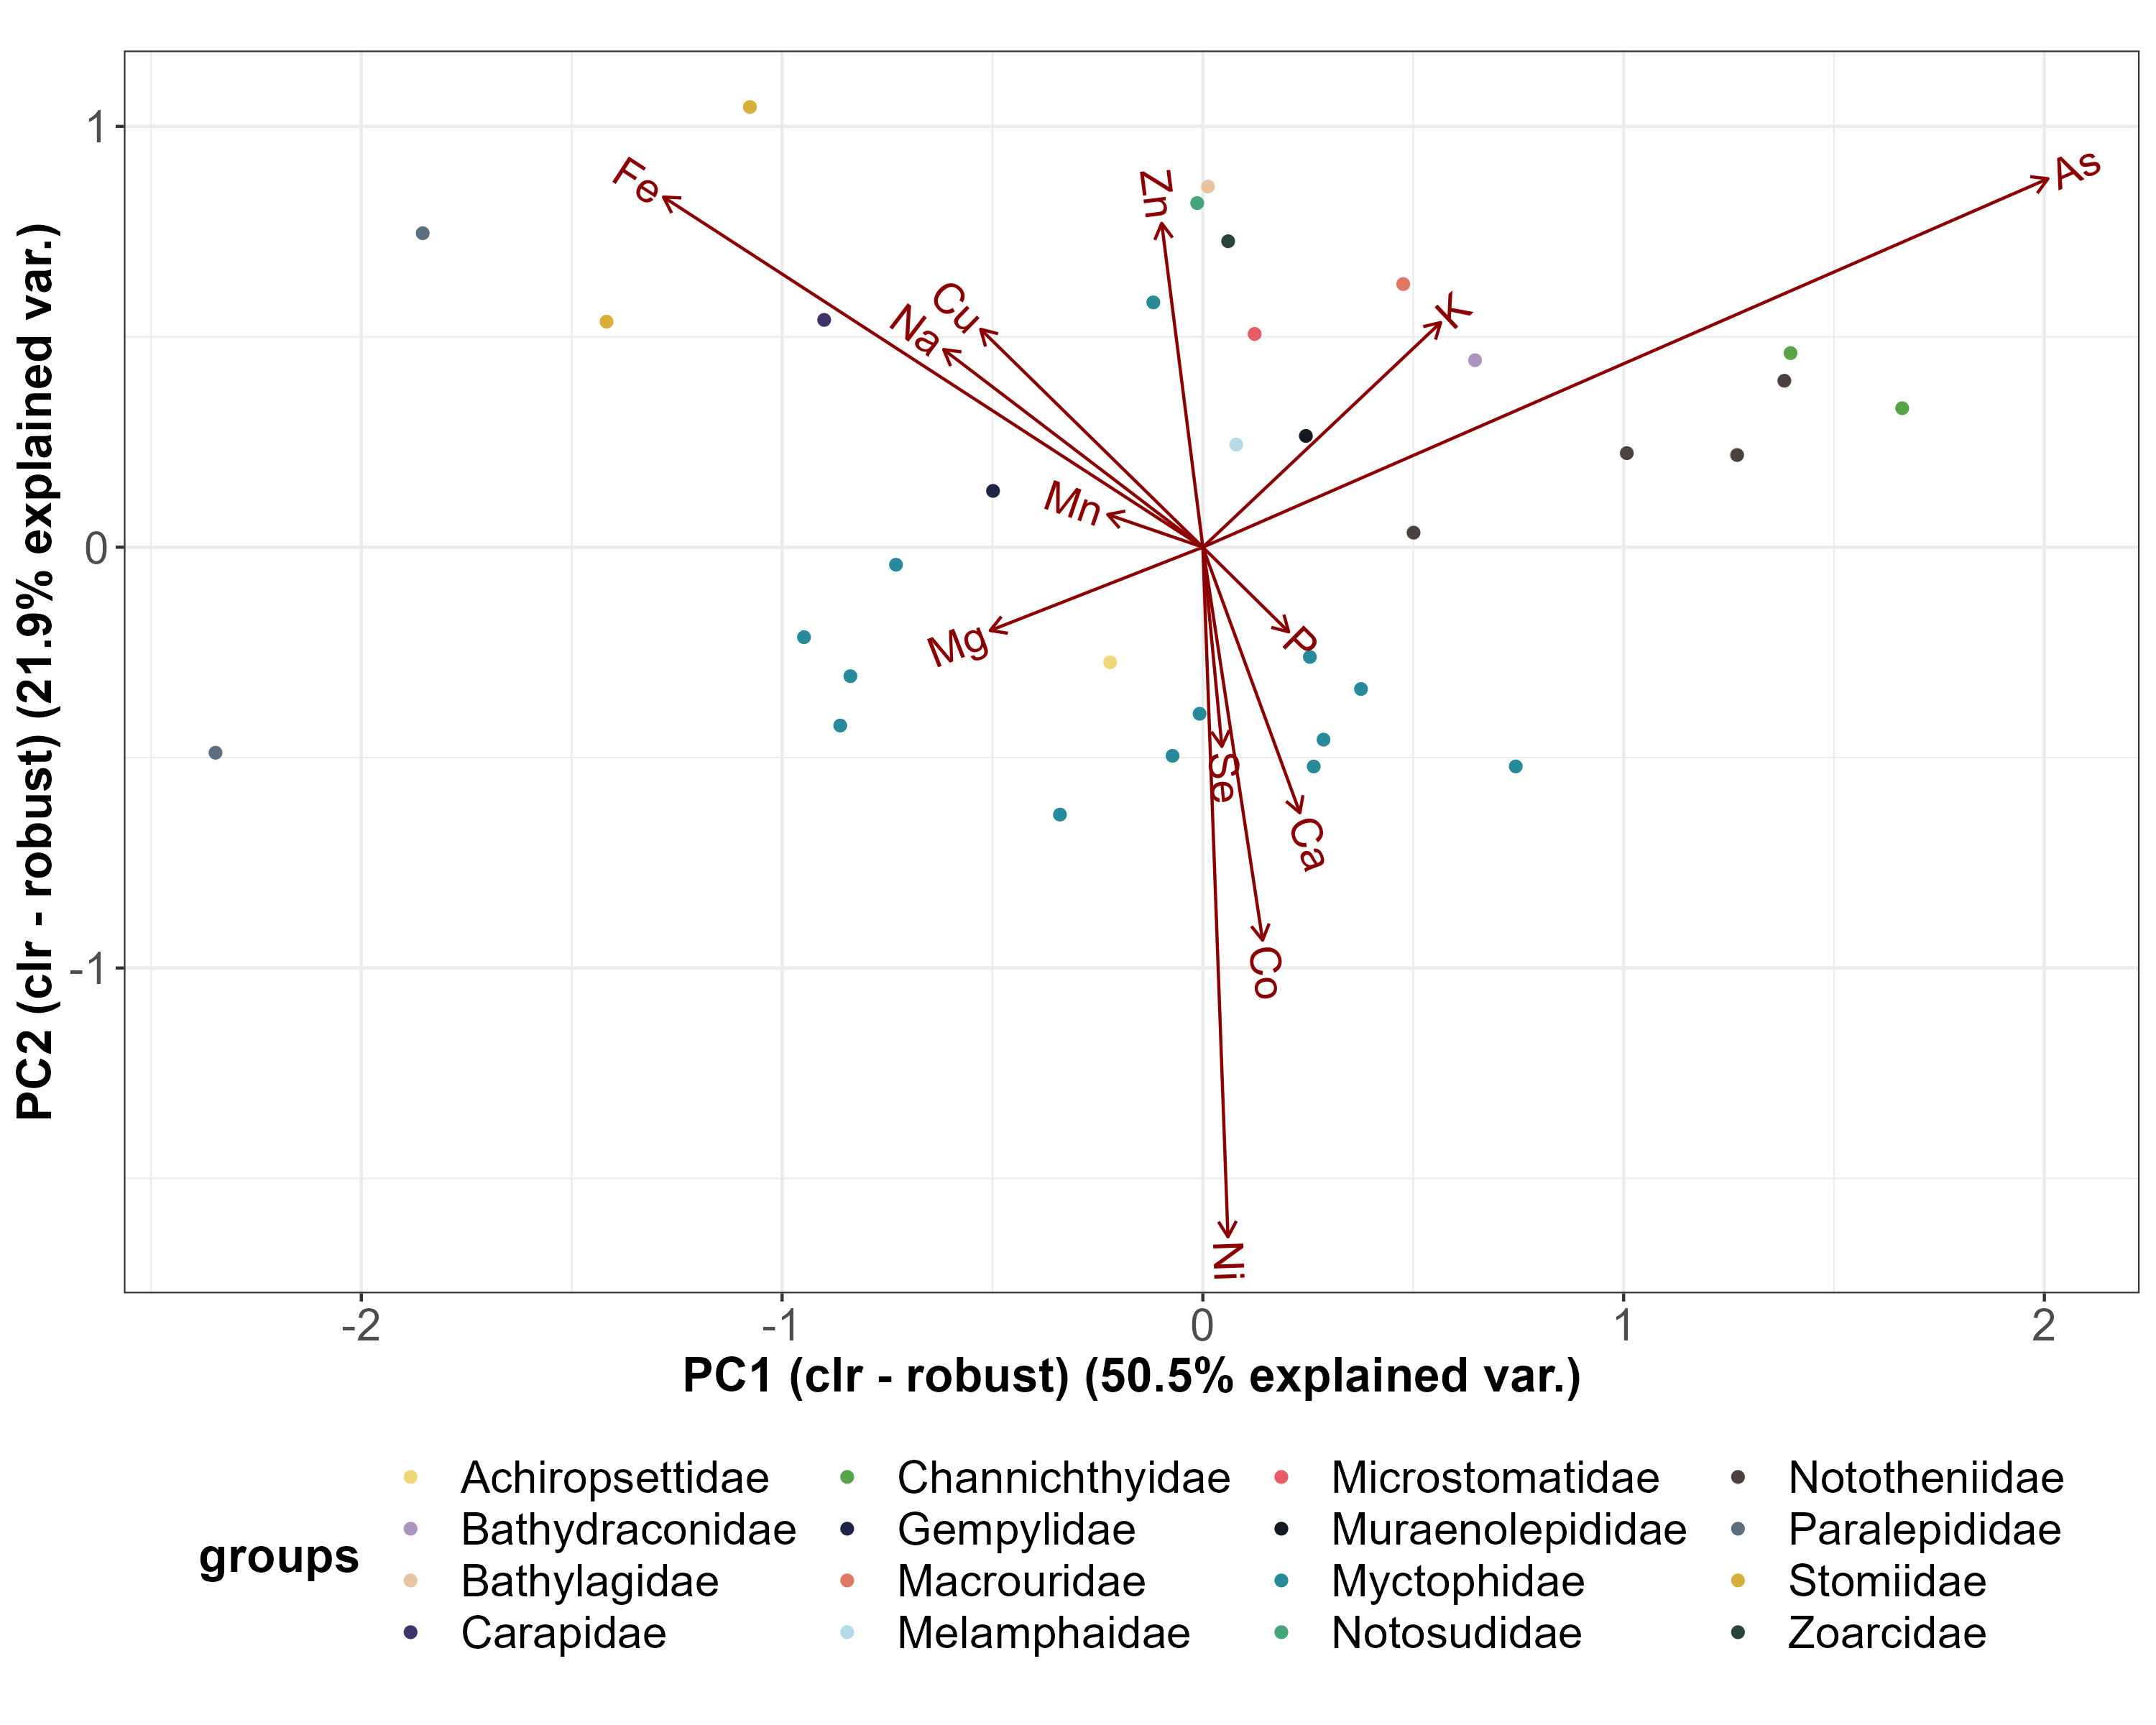 PC2 (clr - robust) (21.9% explained var.)
1
0
-1
Fe
Zn
As
Cu
Na
K
Mn
Mg
P
Se
Ca
Co
Ni
-2
-1
0
1
2
PC1 (clr - robust) (50.5% explained var.)
groups
Achiropsettidae
Bathydraconidae
Bathylagidae
Carapidae
Channichthyidae
Gempylidae
Macrouridae
Melamphaidae
Microstomatidae
Muraenolepididae
Myctophidae
Notosudidae
Nototheniidae
Paralepididae
Stomiidae
Zoarcidae